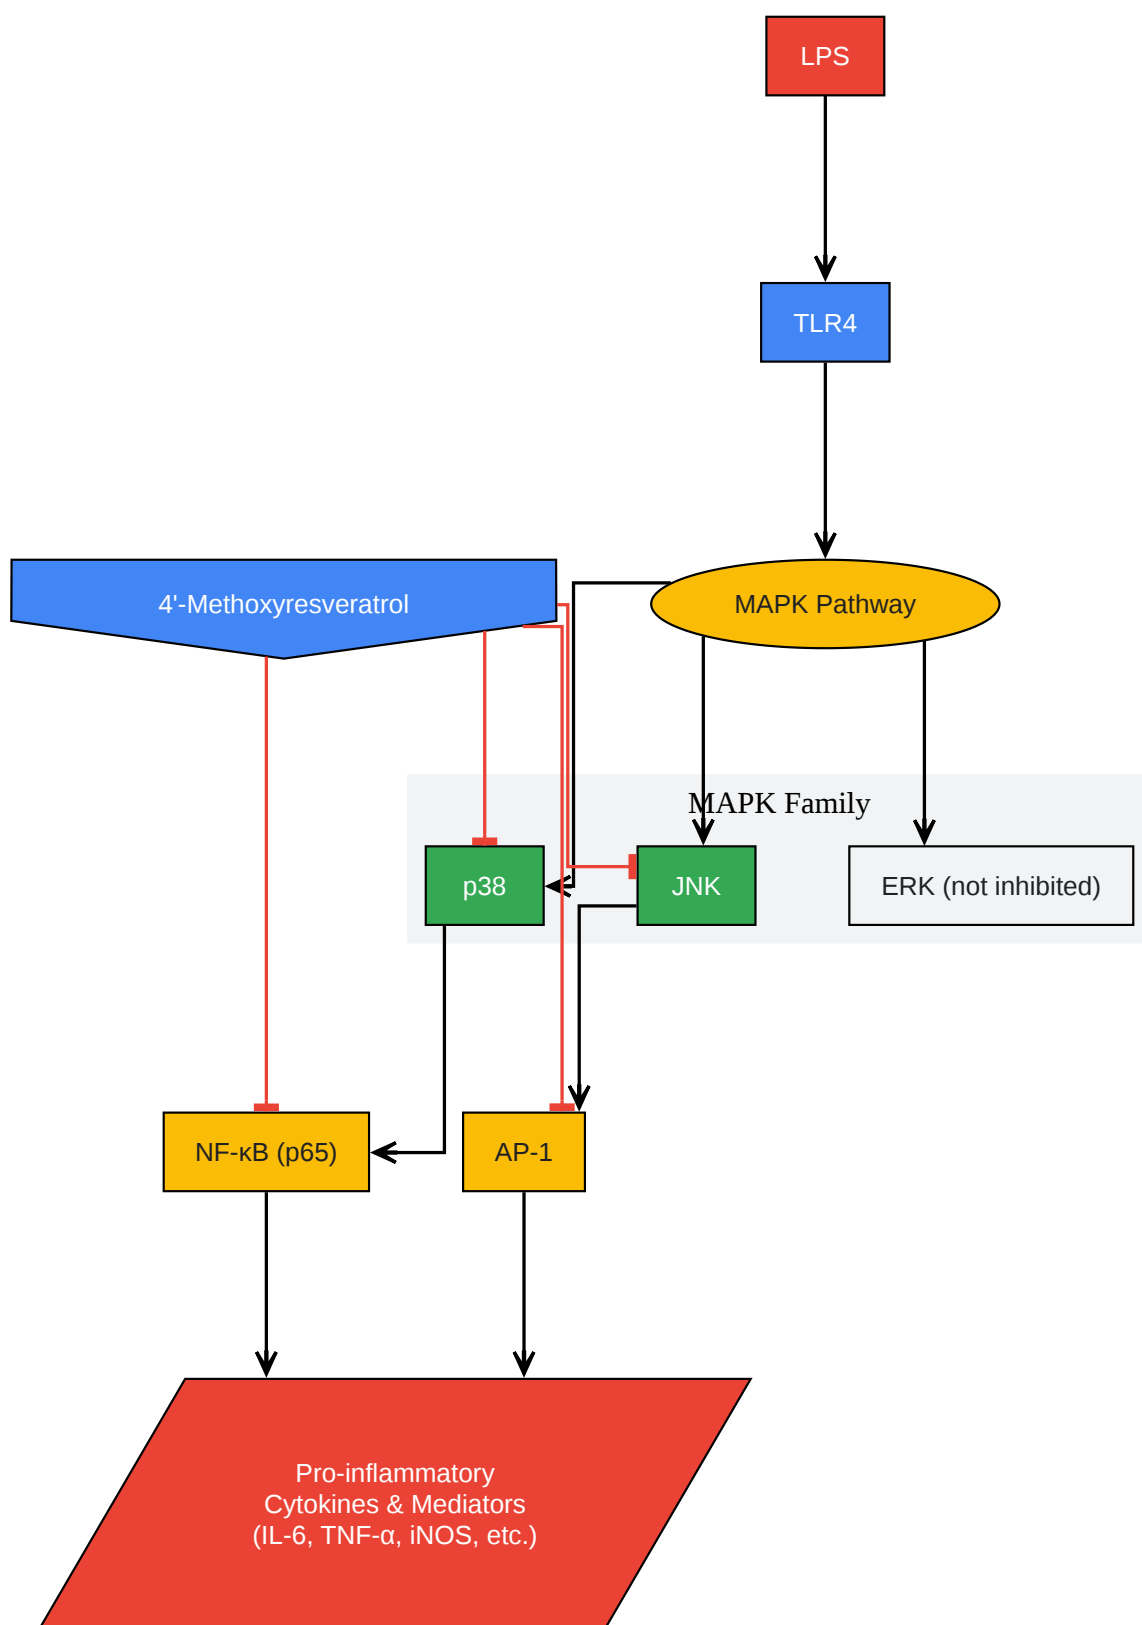 LPS
TLR4
4'-Methoxyresveratrol
MAPK Pathway
MAPK Family
p38
JNK
ERK (not inhibited)
NF-κB (p65)
AP-1
Pro-inflammatory
Cytokines & Mediators
(IL-6, TNF-α, iNOS, etc.)